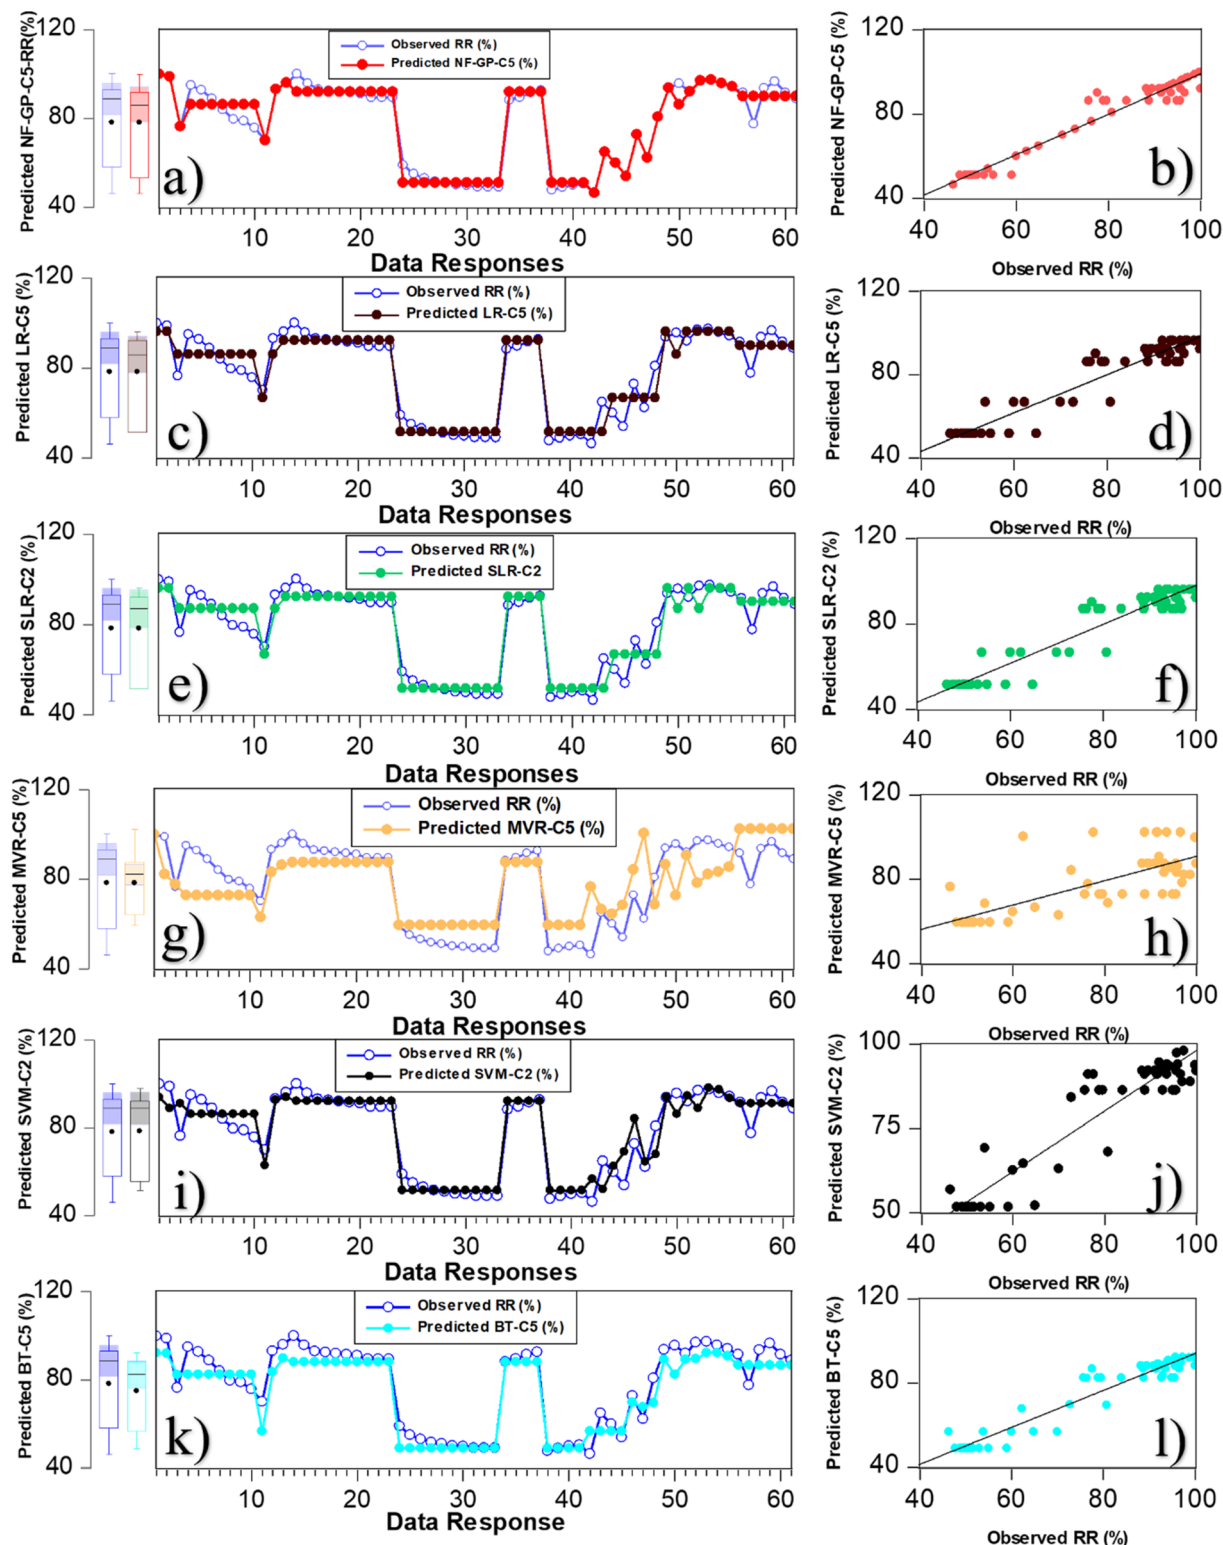 Predicted NF-GP-C5-RR(%)
120
80
40
Observed RR (%)
Predicted NF-GP-C5 (%)
a)
10 20 30 40 50 60
Data Responses
Predicted NF-GP-C5 (%)
120
80
40
b)
40 60 80 100
Observed RR (%)
Predicted LR-C5 (%)
120
80
40
Observed RR (%)
Predicted LR-C5 (%)
c)
10 20 30 40 50 60
Data Responses
Predicted LR-C5 (%)
120
80
40
d)
40 60 80 100
Observed RR (%)
Predicted SLR-C2 (%)
120
80
40
Observed RR (%)
Predicted SLR-C2
e)
10 20 30 40 50 60
Data Responses
Predicted SLR-C2 (%)
120
80
40
f)
40 60 80 100
Observed RR (%)
Predicted MVR-C5 (%)
120
80
40
Observed RR (%)
Predicted MVR-C5 (%)
g)
10 20 30 40 50 60
Data Responses
Predicted MVR-C5 (%)
120
80
40
h)
40 60 80 100
Observed RR (%)
Predicted SVM-C2 (%)
120
80
40
Observed RR (%)
Predicted SVM-C2 (%)
i)
10 20 30 40 50 60
Data Responses
Predicted SVM-C2 (%)
100
75
50
j)
40 60 80 100
Observed RR (%)
Predicted BT-C5 (%)
120
80
40
Observed RR (%)
Predicted BT-C5 (%)
k)
10 20 30 40 50 60
Data Response
Predicted BT-C5 (%)
120
80
40
l)
40 60 80 100
Observed RR (%)